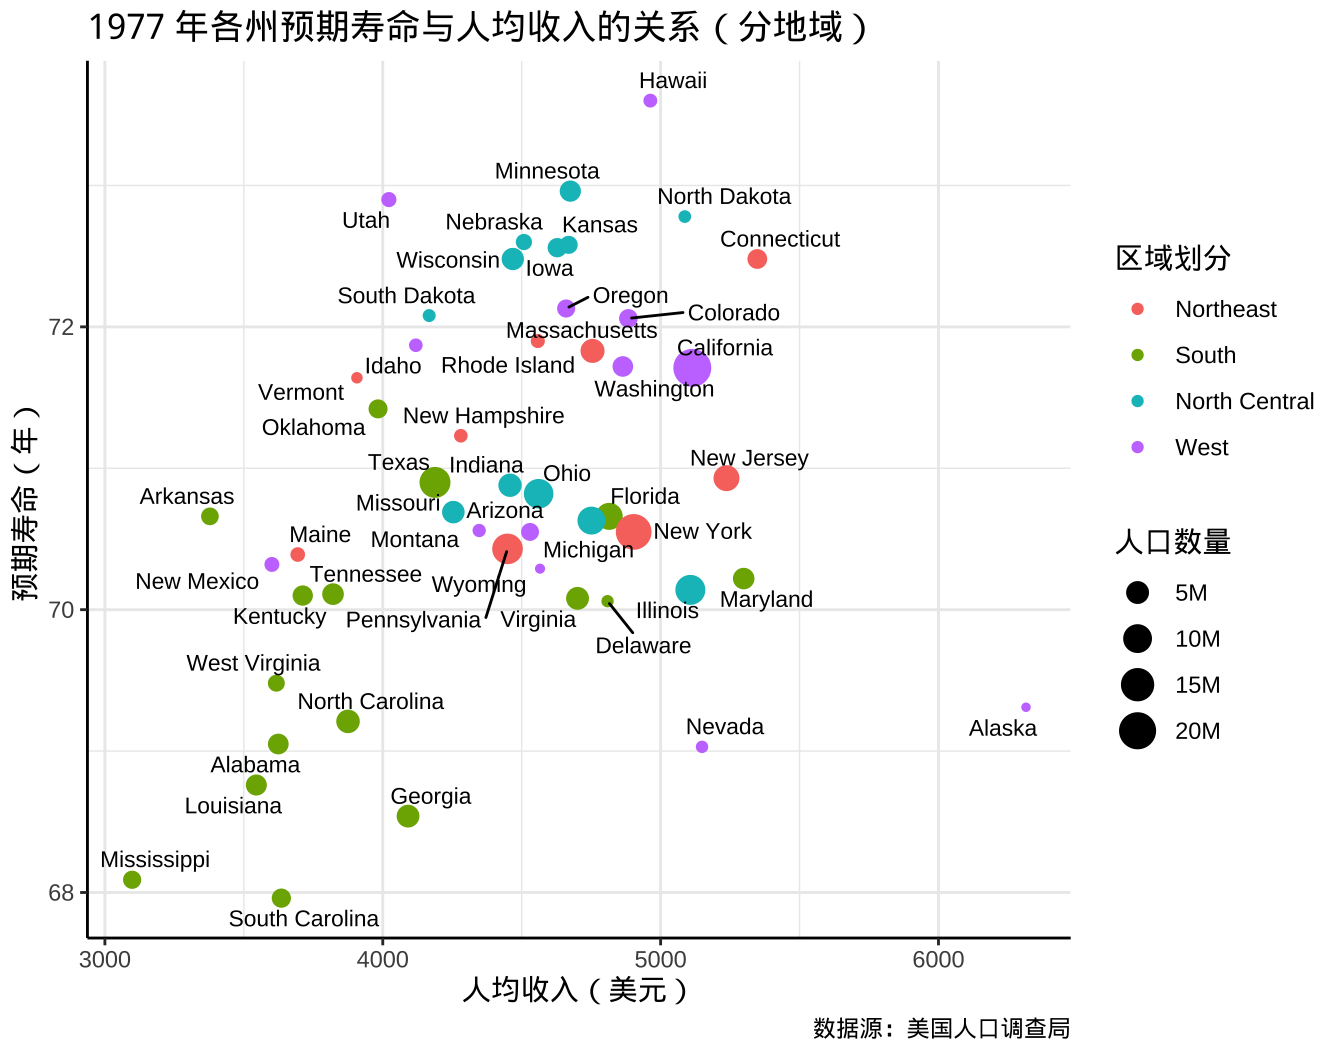 1977 年各州预期寿命与人均收入的关系（分地域）
Hawaii
Minnesota
North Dakota
Utah
Nebraska
Kansas
Connecticut
Wisconsin
Iowa
South Dakota
Oregon
Colorado
Massachusetts
California
Idaho
Rhode Island
Vermont
Washington
New Hampshire
Oklahoma
Texas
Indiana
Ohio
New Jersey
Arkansas
Missouri
Arizona
Florida
Maine
Montana
Michigan
New York
New Mexico
Tennessee
Wyoming
Kentucky
Pennsylvania
Virginia
Illinois
Maryland
Delaware
West Virginia
North Carolina
Nevada
Alaska
Alabama
Louisiana
Georgia
Mississippi
South Carolina
72
70
68
预期寿命（年）
3000
4000
5000
6000
人均收入（美元）
区域划分
Northeast
South
North Central
West
人口数量
5M
10M
15M
20M
数据源：美国人口调查局